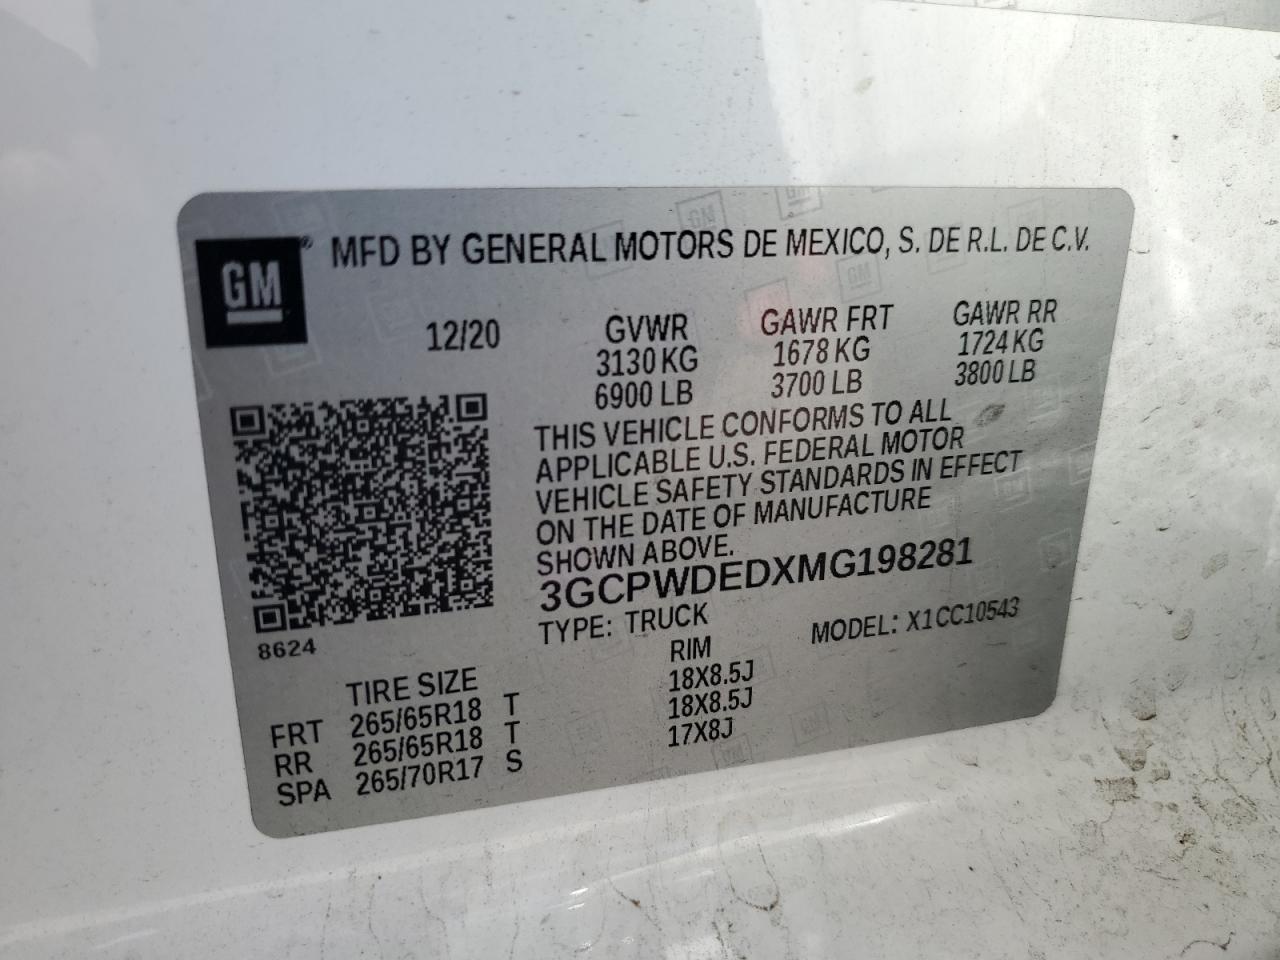 GM® MFD BY GENERAL MOTORS DE MEXICO, S. DE R.L. DE C.V.
12/20 GVWR GAWR FRT GAWR RR
3130 KG 1678 KG 1724 KG
6900 LB 3700 LB 3800 LB
THIS VEHICLE CONFORMS TO ALL
APPLICABLE U.S. FEDERAL MOTOR
VEHICLE SAFETY STANDARDS IN EFFECT
ON THE DATE OF MANUFACTURE
SHOWN ABOVE.
3GCPWDEDXMG198281
8624
TYPE: TRUCK MODEL: X1CC10543
TIRE SIZE RIM
FRT 265/65R18 T 18X8.5J
RR 265/65R18 T 18X8.5J
SPA 265/70R17 S 17X8J